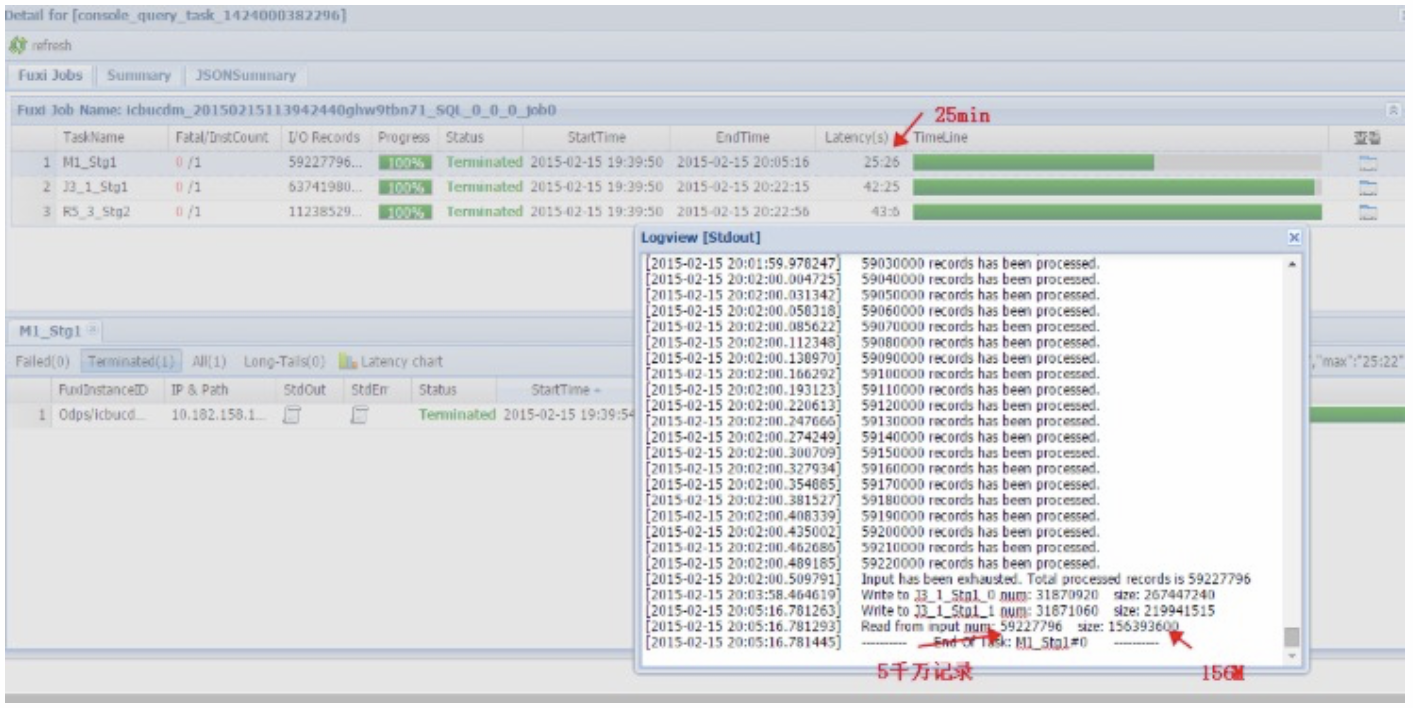 Detail for [console_query_task_1424000382296]
refresh
Fuxi Jobs Summary JSONSummary
Fuxi Job Name: icbucdm_20150215113942440ghw9tbn71_SQL_0_0_0_job0
25min
TaskName Fatal/InstCount I/O Records Progress Status StartTime EndTime Latency(s) TimeLine 查看
1 M1_Stg1 0 /1 59227796... 100% Terminated 2015-02-15 19:39:50 2015-02-15 20:05:16 25:26
2 J3_1_Stg1 0 /1 63741980... 100% Terminated 2015-02-15 19:39:50 2015-02-15 20:22:15 42:25
3 R5_3_Stg2 0 /1 11238529... 100% Terminated 2015-02-15 19:39:50 2015-02-15 20:22:56 43:6
M1_Stg1
Failed(0) Terminated(1) All(1) Long-Tails(0) Latency chart ,"max":"25:22"
FuxiInstanceID IP & Path StdOut StdErr Status StartTime
1 Odps/icbucd... 10.182.158.1... Terminated 2015-02-15 19:39:54
Logview [Stdout]
[2015-02-15 20:01:59.978247] 59030000 records has been processed.
[2015-02-15 20:02:00.004725] 59040000 records has been processed.
[2015-02-15 20:02:00.031342] 59050000 records has been processed.
[2015-02-15 20:02:00.058318] 59060000 records has been processed.
[2015-02-15 20:02:00.085622] 59070000 records has been processed.
[2015-02-15 20:02:00.112348] 59080000 records has been processed.
[2015-02-15 20:02:00.138970] 59090000 records has been processed.
[2015-02-15 20:02:00.166292] 59100000 records has been processed.
[2015-02-15 20:02:00.193123] 59110000 records has been processed.
[2015-02-15 20:02:00.220613] 59120000 records has been processed.
[2015-02-15 20:02:00.247666] 59130000 records has been processed.
[2015-02-15 20:02:00.274249] 59140000 records has been processed.
[2015-02-15 20:02:00.300709] 59150000 records has been processed.
[2015-02-15 20:02:00.327934] 59160000 records has been processed.
[2015-02-15 20:02:00.354885] 59170000 records has been processed.
[2015-02-15 20:02:00.381527] 59180000 records has been processed.
[2015-02-15 20:02:00.408339] 59190000 records has been processed.
[2015-02-15 20:02:00.435002] 59200000 records has been processed.
[2015-02-15 20:02:00.462686] 59210000 records has been processed.
[2015-02-15 20:02:00.489185] 59220000 records has been processed.
[2015-02-15 20:02:00.509791] Input has been exhausted. Total processed records is 59227796
[2015-02-15 20:03:58.464619] Write to J3_1_Stg1_0 num: 31870920 size: 267447240
[2015-02-15 20:05:16.781263] Write to J3_1_Stg1_1 num: 31871060 size: 219941515
[2015-02-15 20:05:16.781293] Read from input num: 59227796 size: 156393600
[2015-02-15 20:05:16.781445] ----------- End Of Task: M1_Stg1#0 -----------
5千万记录 156M